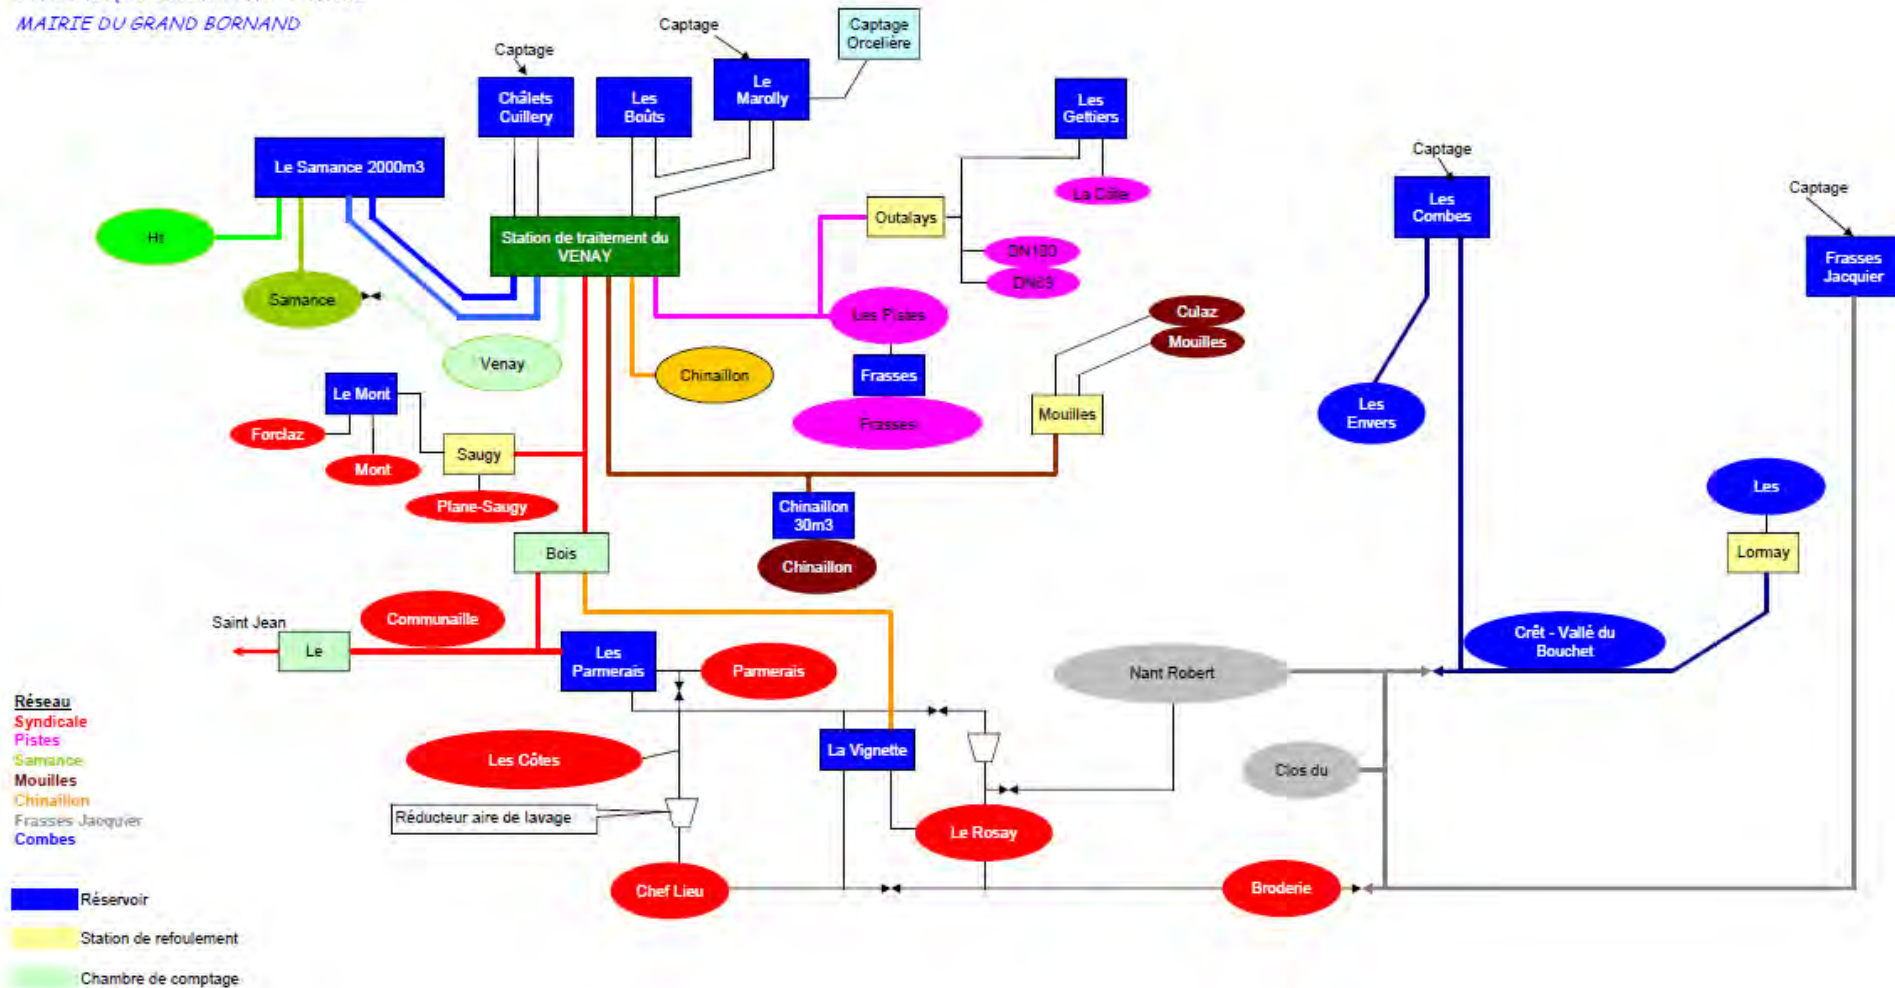 MAIRIE DU GRAND BORNAND
Captage
Captage
Captage
Orcelière
Châlets
Cuillery
Les
Boûts
Le
Marolly
Les
Gettiers
Captage
Captage
Le Samance 2000m3
La Côte
Les
Combes
Outalays
Ht
Station de traitement du
VENAY
Frasses
Jacquier
DN100
DN63
Samance
Les Pistes
Culaz
Mouilles
Venay
Chinaillon
Frasses
Le Mont
Les
Envers
Mouilles
Frasses
Forclaz
Saugy
Mont
Les
Plane-Saugy
Chinaillon
30m3
Bois
Lormay
Chinaillon
Communaille
Saint Jean
Le
Les
Parmerais
Parmerais
Crêt - Vallé du
Bouchet
Nant Robert
Réseau
Syndicale
Pistes
Samance
Mouilles
Chinaillon
Frasses Jacquier
Combes
Les Côtes
La Vignette
Clos du
Réducteur aire de lavage
Le Rosay
Chef Lieu
Broderie
Réservoir
Station de refoulement
Chambre de comptage